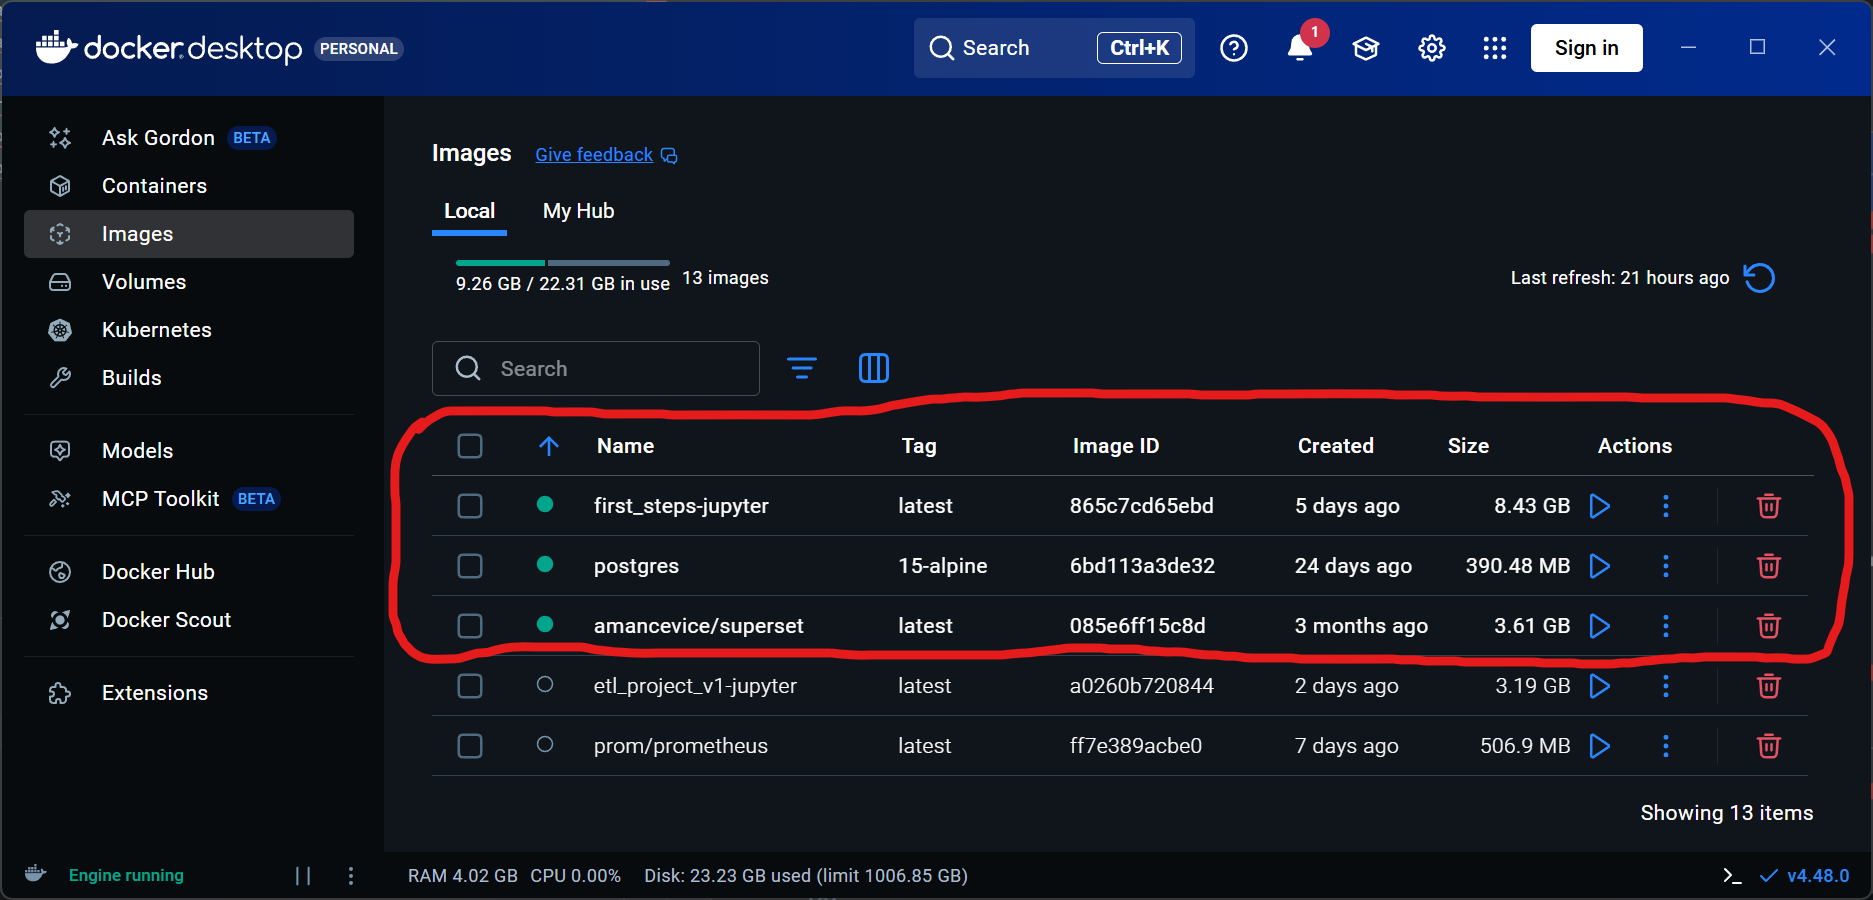 docker.desktop PERSONAL
Search Ctrl+K
1
Sign in
Ask Gordon BETA
Containers
Images
Volumes
Kubernetes
Builds
Models
MCP Toolkit BETA
Docker Hub
Docker Scout
Extensions
Images Give feedback
Local My Hub
9.26 GB / 22.31 GB in use 13 images
Last refresh: 21 hours ago
Search
Name Tag Image ID Created Size Actions
first_steps-jupyter latest 865c7cd65ebd 5 days ago 8.43 GB
postgres 15-alpine 6bd113a3de32 24 days ago 390.48 MB
amancevice/superset latest 085e6ff15c8d 3 months ago 3.61 GB
etl_project_v1-jupyter latest a0260b720844 2 days ago 3.19 GB
prom/prometheus latest ff7e389acbe0 7 days ago 506.9 MB
Showing 13 items
Engine running
RAM 4.02 GB CPU 0.00% Disk: 23.23 GB used (limit 1006.85 GB)
v4.48.0